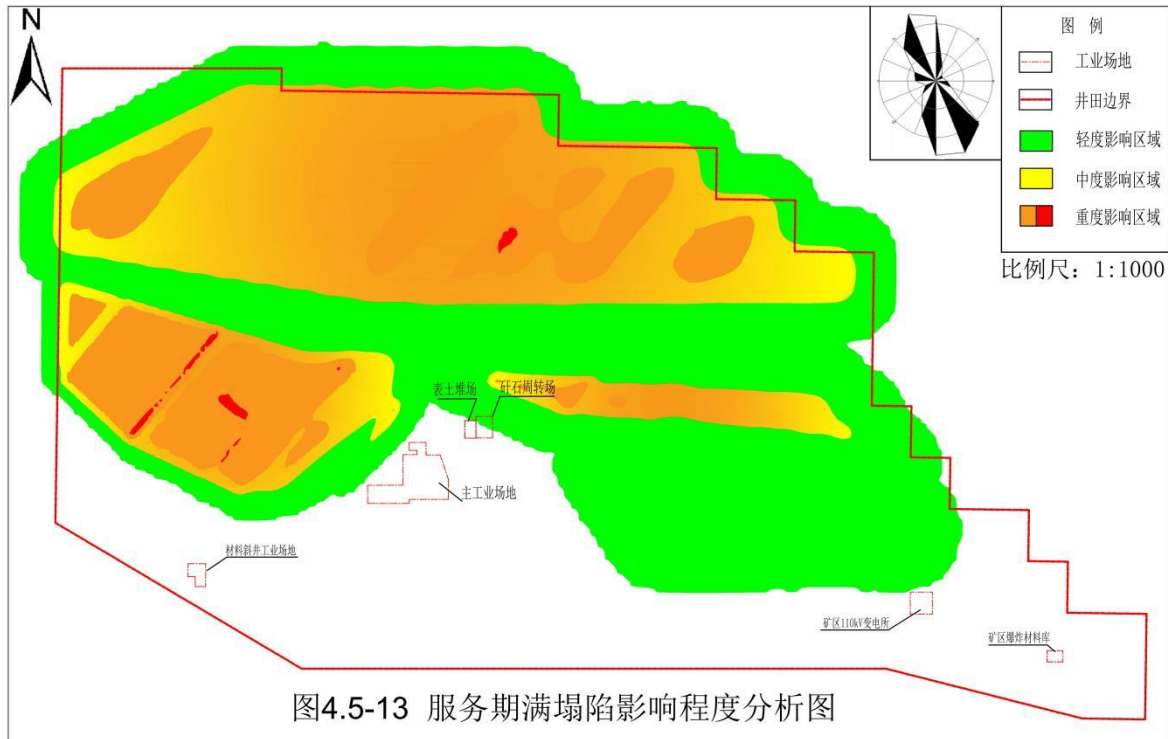 N
图 例
工业场地
井田边界
轻度影响区域
中度影响区域
重度影响区域
比例尺：1:1000
表土堆场
矸石周转场
主工业场地
材料斜井工业场地
矿区110kV变电所
矿区爆炸材料库
图4.5-13 服务期满塌陷影响程度分析图